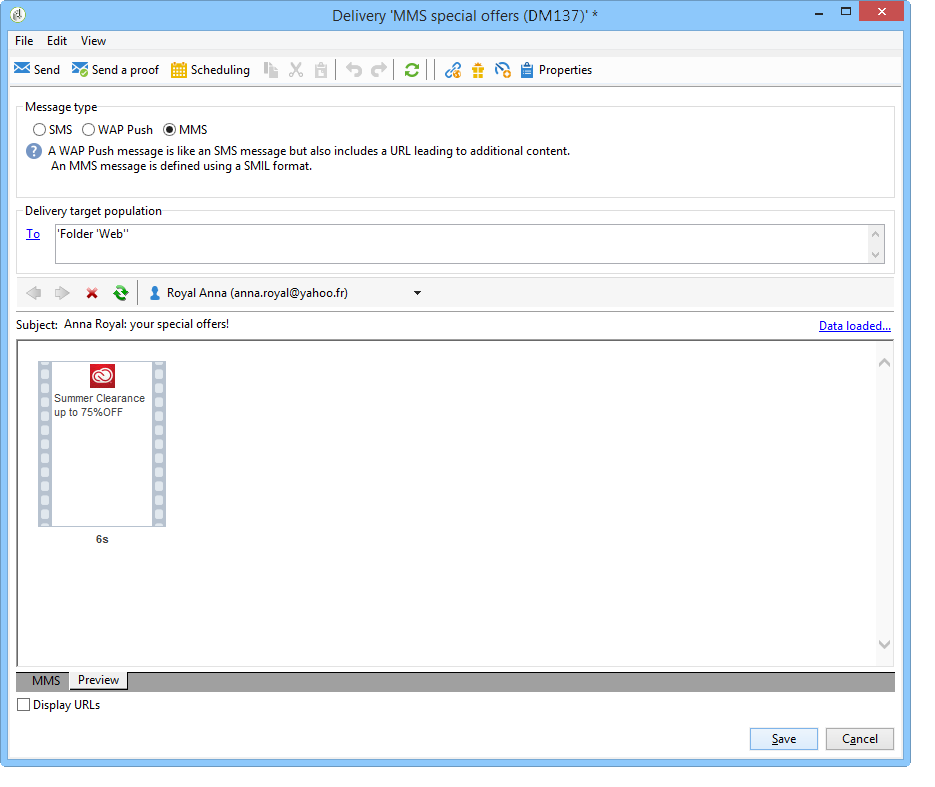 Delivery 'MMS special offers (DM137)' *
File Edit View
Send Send a proof Scheduling Properties
Message type
SMS WAP Push MMS
A WAP Push message is like an SMS message but also includes a URL leading to additional content.
An MMS message is defined using a SMIL format.
Delivery target population
To 'Folder 'Web''
Royal Anna (anna.royal@yahoo.fr)
Subject: Anna Royal: your special offers! Data loaded...
Summer Clearance
up to 75%OFF
6s
MMS Preview
Display URLs
Save Cancel